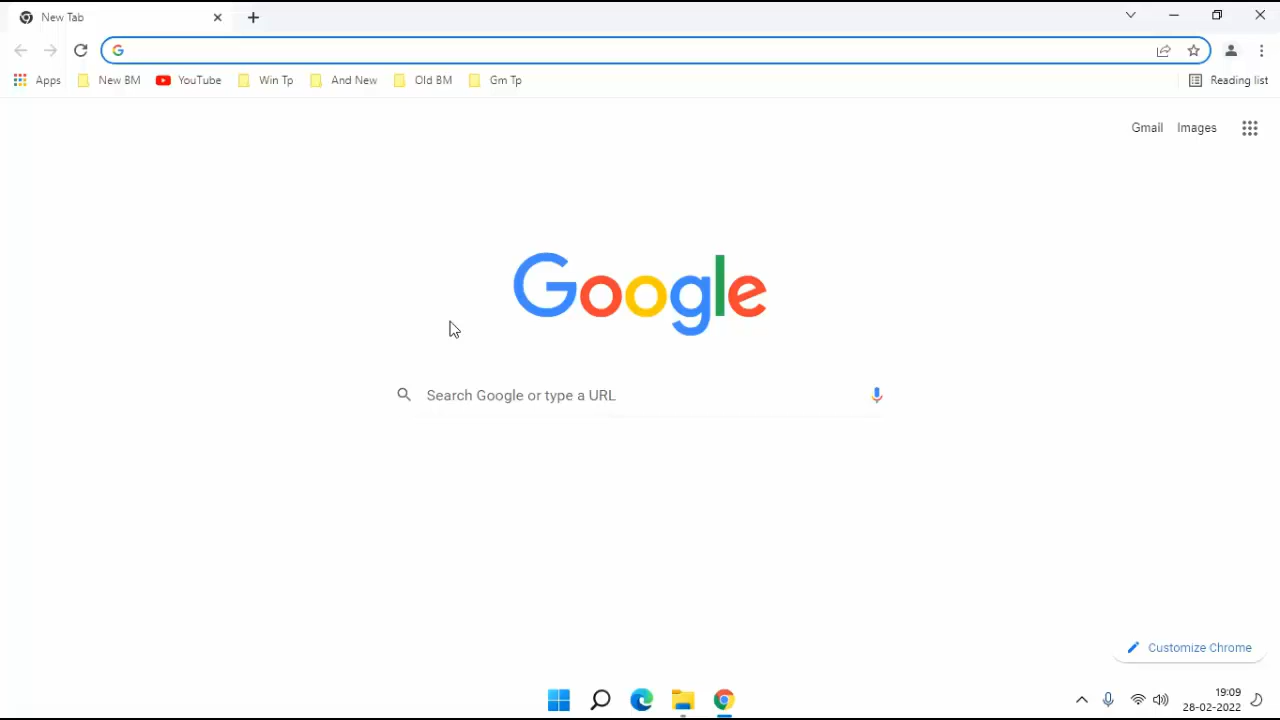 New Tab
Apps New BM YouTube Win Tp And New Old BM Gm Tp Reading list
Gmail Images
Google
Search Google or type a URL
Customize Chrome
19:09
28-02-2022